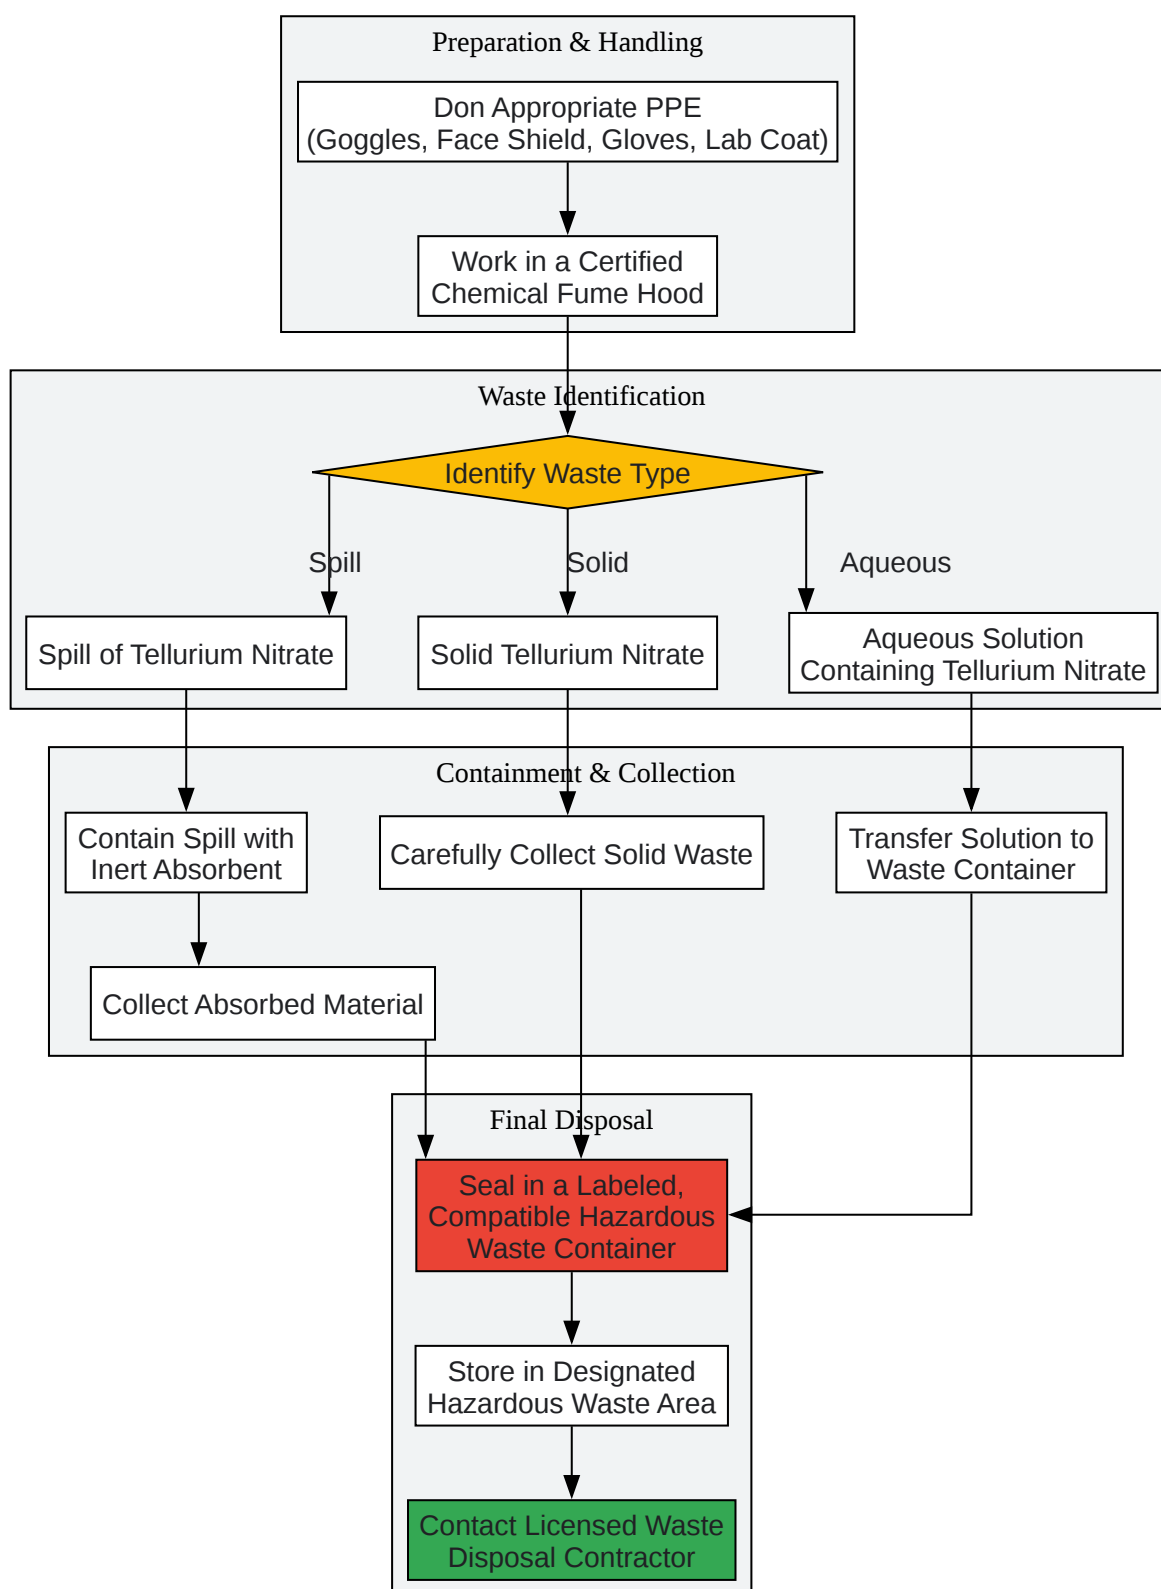 Preparation & Handling
Don Appropriate PPE
(Goggles, Face Shield, Gloves, Lab Coat)
Work in a Certified
Chemical Fume Hood
Waste Identification
Identify Waste Type
Spill
Solid
Aqueous
Spill of Tellurium Nitrate
Solid Tellurium Nitrate
Aqueous Solution
Containing Tellurium Nitrate
Containment & Collection
Contain Spill with
Inert Absorbent
Carefully Collect Solid Waste
Transfer Solution to
Waste Container
Collect Absorbed Material
Final Disposal
Seal in a Labeled,
Compatible Hazardous
Waste Container
Store in Designated
Hazardous Waste Area
Contact Licensed Waste
Disposal Contractor